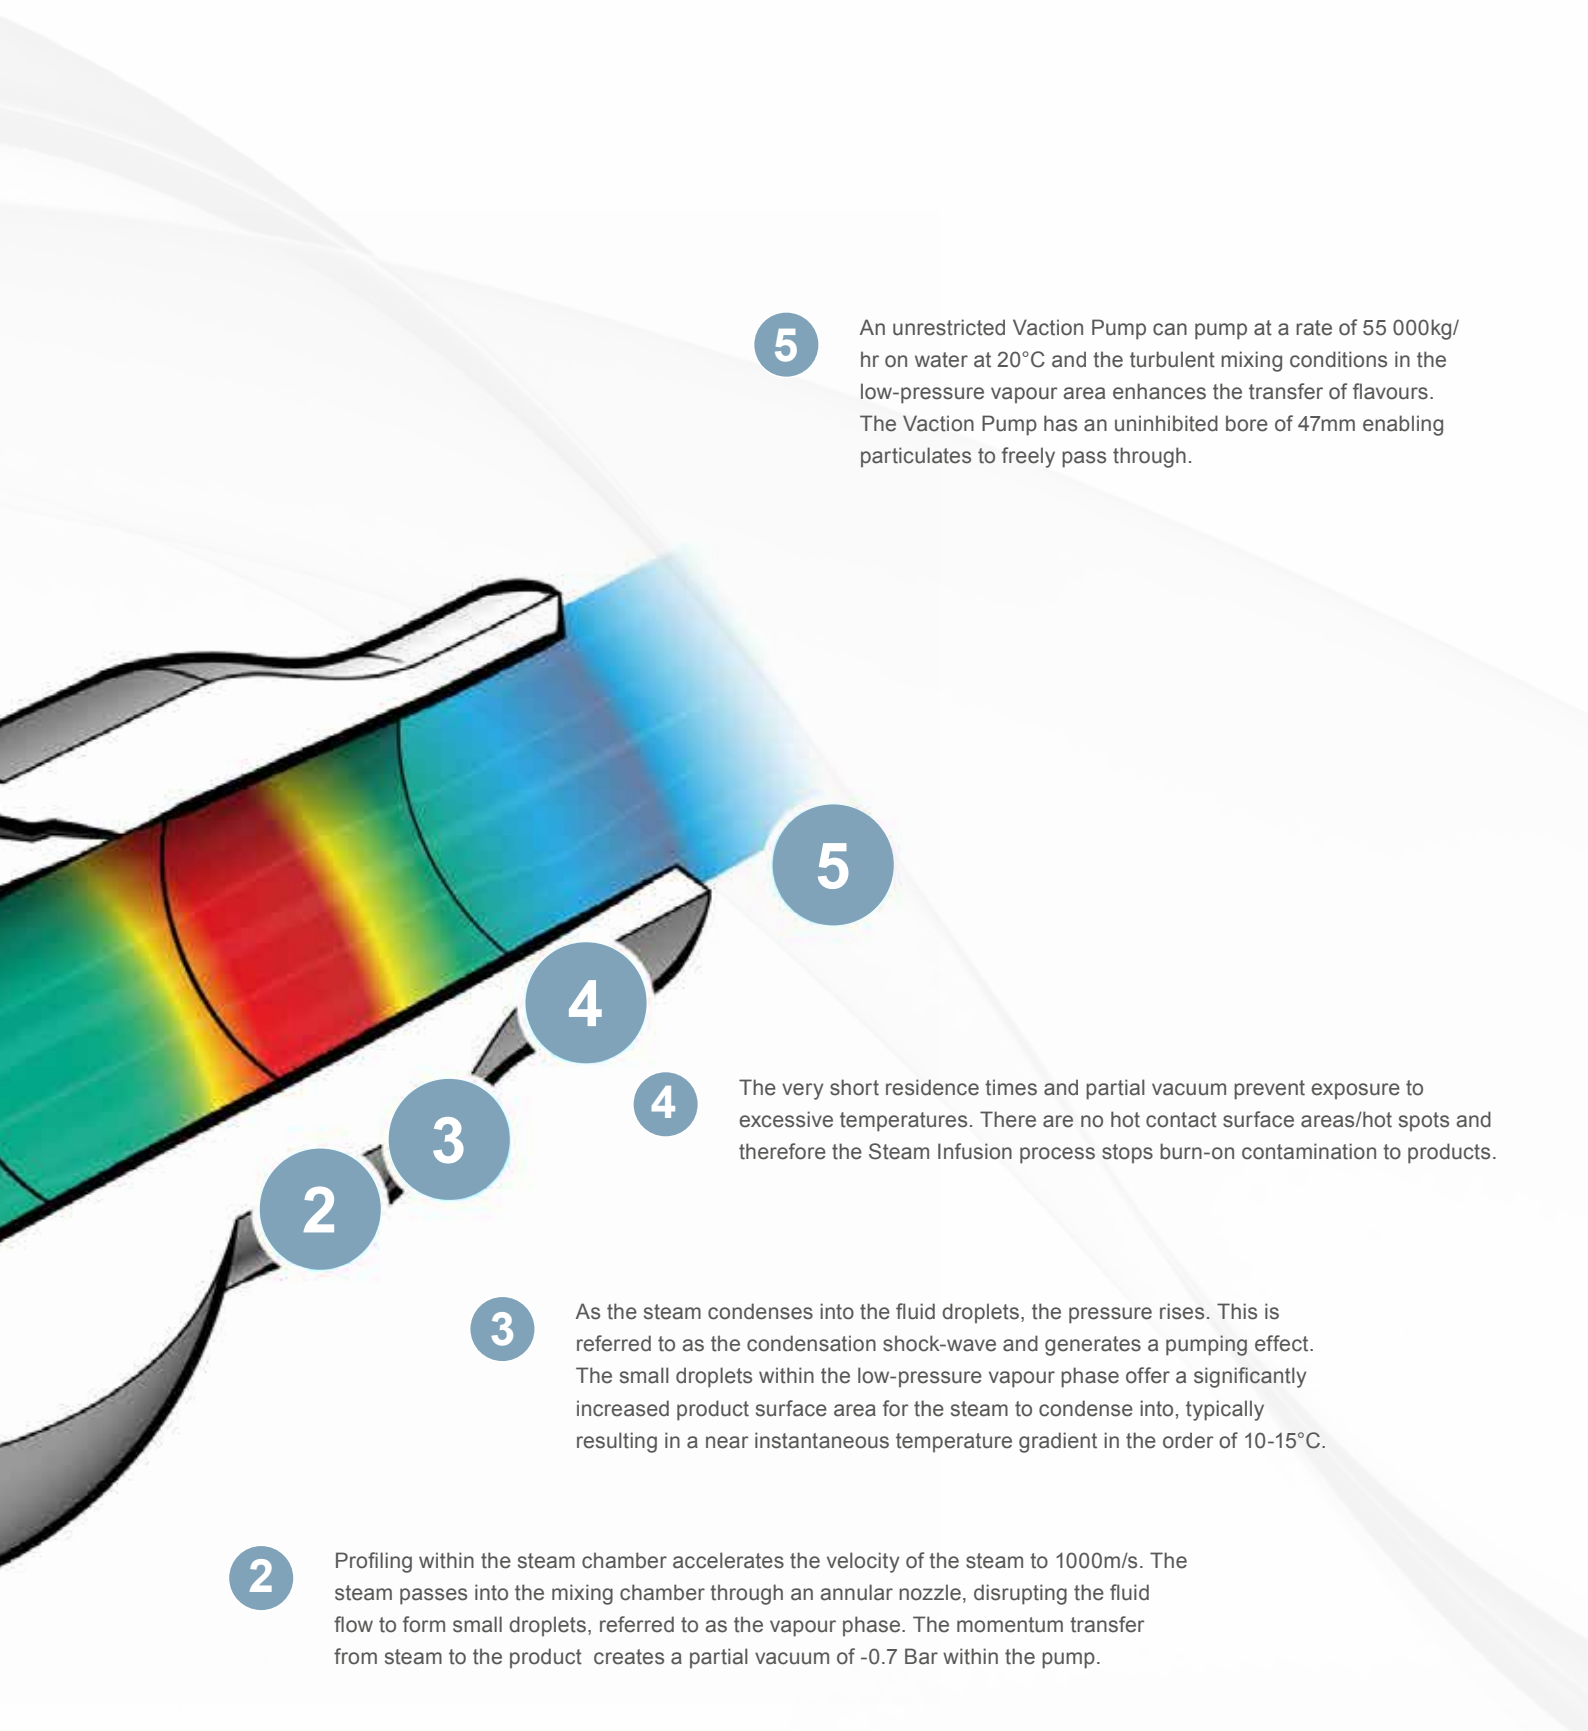 5
An unrestricted Vaction Pump can pump at a rate of 55 000kg/
hr on water at 20°C and the turbulent mixing conditions in the
low-pressure vapour area enhances the transfer of flavours.
The Vaction Pump has an uninhibited bore of 47mm enabling
particulates to freely pass through.
5
4
4
The very short residence times and partial vacuum prevent exposure to
excessive temperatures. There are no hot contact surface areas/hot spots and
therefore the Steam Infusion process stops burn-on contamination to products.
3
2
3
As the steam condenses into the fluid droplets, the pressure rises. This is
referred to as the condensation shock-wave and generates a pumping effect.
The small droplets within the low-pressure vapour phase offer a significantly
increased product surface area for the steam to condense into, typically
resulting in a near instantaneous temperature gradient in the order of 10-15°C.
2
Profiling within the steam chamber accelerates the velocity of the steam to 1000m/s. The
steam passes into the mixing chamber through an annular nozzle, disrupting the fluid
flow to form small droplets, referred to as the vapour phase. The momentum transfer
from steam to the product  creates a partial vacuum of -0.7 Bar within the pump.